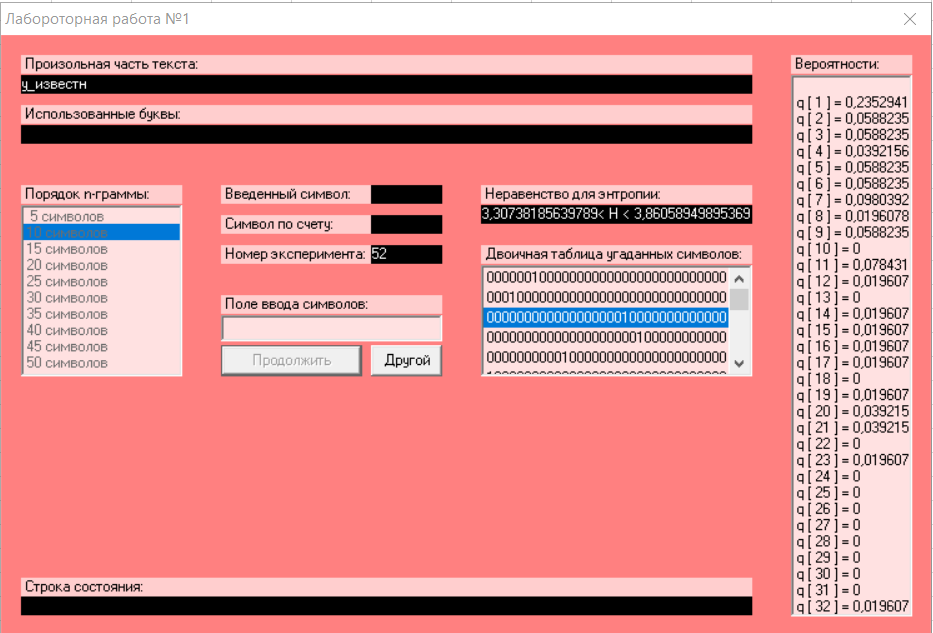 Лабороторная работа №1
Произольная часть текста:
у_известн
Использованные буквы:
Порядок n-граммы:
5 символов
10 символов
15 символов
20 символов
25 символов
30 символов
35 символов
40 символов
45 символов
50 символов
Введенный символ:
Символ по счету:
Номер эксперимента: 52
Поле ввода символов:
Продолжить
Другой
Неравенство для энтропии:
3,30738185639789< H < 3,86058949895369
Двоичная таблица угаданных символов:
00000010000000000000000000000000
00010000000000000000000000000000
00000000000000000010000000000000
00000000000000000000100000000000
00000000001000000000000000000000
Строка состояния:
Вероятности:
q [ 1 ] = 0,2352941
q [ 2 ] = 0,0588235
q [ 3 ] = 0,0588235
q [ 4 ] = 0,0392156
q [ 5 ] = 0,0588235
q [ 6 ] = 0,0588235
q [ 7 ] = 0,0980392
q [ 8 ] = 0,0196078
q [ 9 ] = 0,0588235
q [ 10 ] = 0
q [ 11 ] = 0,078431
q [ 12 ] = 0,019607
q [ 13 ] = 0
q [ 14 ] = 0,019607
q [ 15 ] = 0,019607
q [ 16 ] = 0,019607
q [ 17 ] = 0,019607
q [ 18 ] = 0
q [ 19 ] = 0,019607
q [ 20 ] = 0,039215
q [ 21 ] = 0,039215
q [ 22 ] = 0
q [ 23 ] = 0,019607
q [ 24 ] = 0
q [ 25 ] = 0
q [ 26 ] = 0
q [ 27 ] = 0
q [ 28 ] = 0
q [ 29 ] = 0
q [ 30 ] = 0
q [ 31 ] = 0
q [ 32 ] = 0,019607